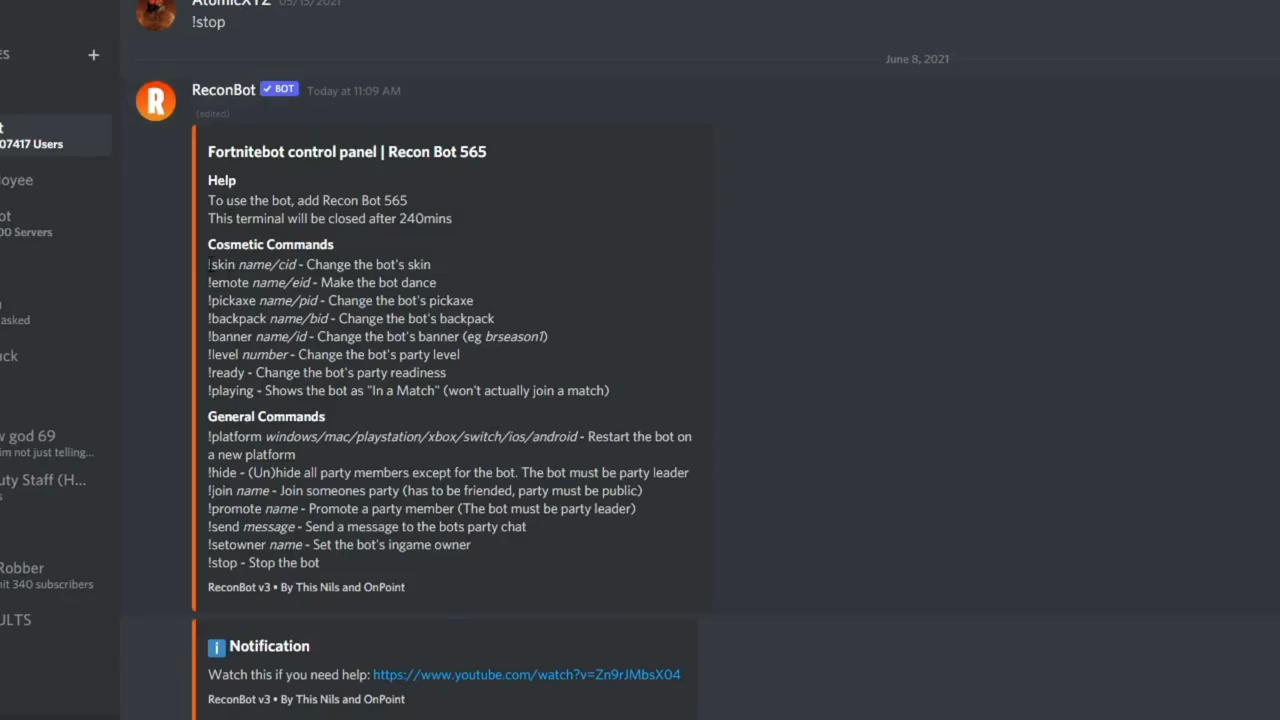 AtomicXYZ 05/15/2021
!stop
ES +
June 8, 2021
R
ReconBot ✓ BOT Today at 11:09 AM
(edited)
t
07417 Users
loyee
ot
00 Servers
asked
ck
w god 69
im not just telling...
uty Staff (H...
s
Robber
nit 340 subscribers
ULTS
Fortnitebot control panel | Recon Bot 565
Help
To use the bot, add Recon Bot 565
This terminal will be closed after 240mins
Cosmetic Commands
!skin name/cid - Change the bot's skin
!emote name/eid - Make the bot dance
!pickaxe name/pid - Change the bot's pickaxe
!backpack name/bid - Change the bot's backpack
!banner name/id - Change the bot's banner (eg brseason1)
!level number - Change the bot's party level
!ready - Change the bot's party readiness
!playing - Shows the bot as "In a Match" (won't actually join a match)
General Commands
!platform windows/mac/playstation/xbox/switch/ios/android - Restart the bot on
a new platform
!hide - (Un)hide all party members except for the bot. The bot must be party leader
!join name - Join someones party (has to be friended, party must be public)
!promote name - Promote a party member (The bot must be party leader)
!send message - Send a message to the bots party chat
!setowner name - Set the bot's ingame owner
!stop - Stop the bot
ReconBot v3 • By This Nils and OnPoint
i Notification
Watch this if you need help: https://www.youtube.com/watch?v=Zn9rJMbsX04
ReconBot v3 • By This Nils and OnPoint